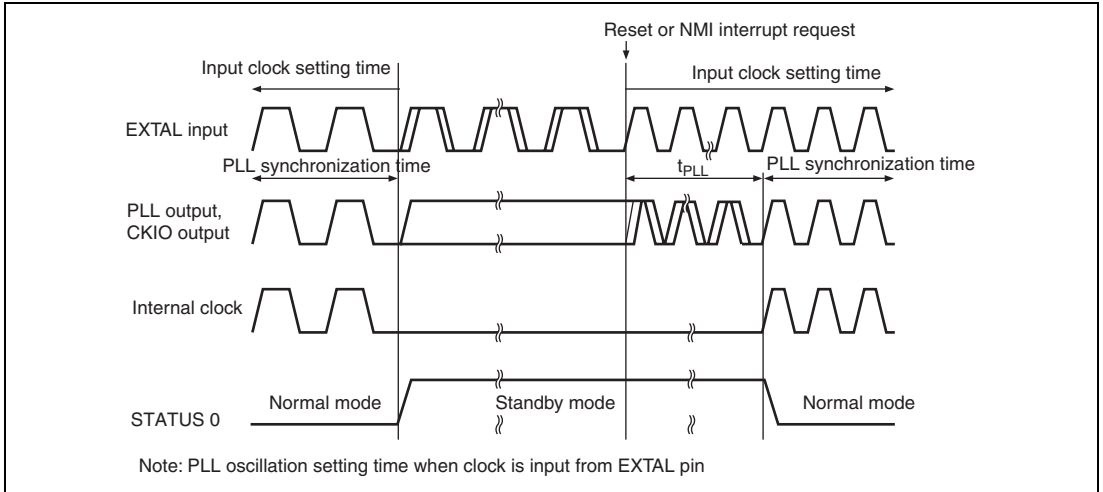 Reset or NMI interrupt request
Input clock setting time
Input clock setting time
EXTAL input
PLL synchronization time
tPLL
PLL synchronization time
PLL output,
CKIO output
Internal clock
Normal mode
Standby mode
Normal mode
STATUS 0
Note: PLL oscillation setting time when clock is input from EXTAL pin